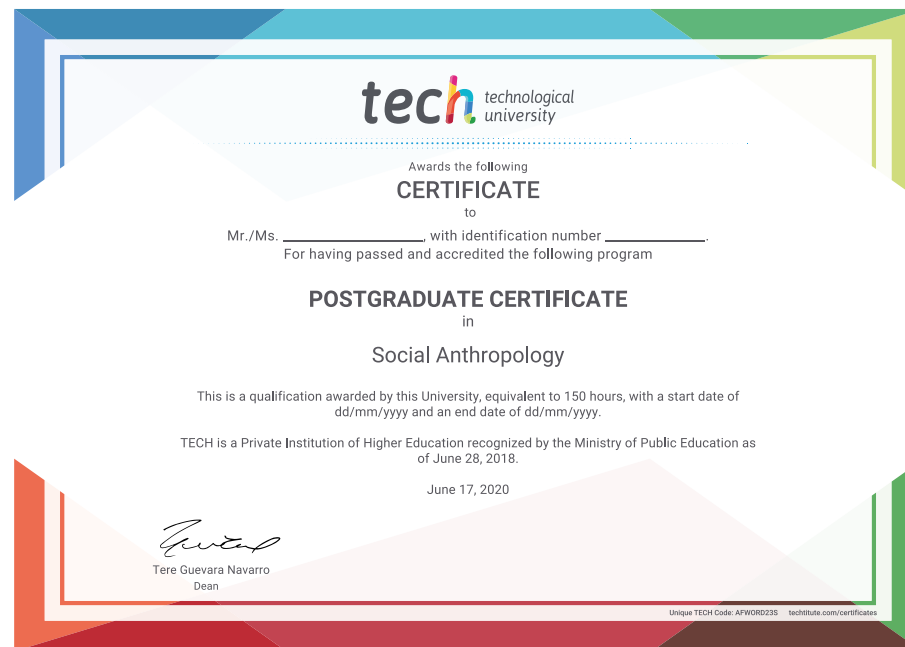 tech technological
university
Awards the following
CERTIFICATE
to
Mr./Ms. ____________________, with identification number ______________.
For having passed and accredited the following program
POSTGRADUATE CERTIFICATE
in
Social Anthropology
This is a qualification awarded by this University, equivalent to 150 hours, with a start date of
dd/mm/yyyy and an end date of dd/mm/yyyy.
TECH is a Private Institution of Higher Education recognized by the Ministry of Public Education as
of June 28, 2018.
June 17, 2020
Tere Guevara Navarro
Dean
Unique TECH Code: AFWORD23S techtitute.com/certificates